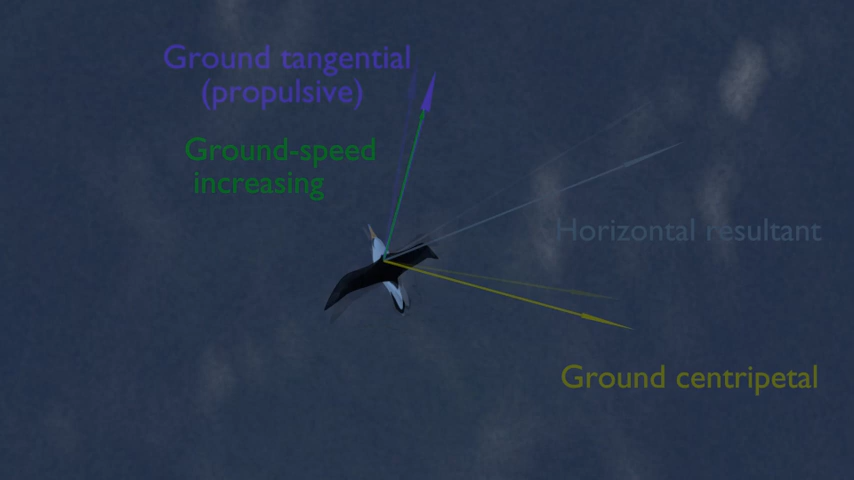 Ground tangential
(propulsive)
Ground-speed
increasing
Horizontal resultant
Ground centripetal